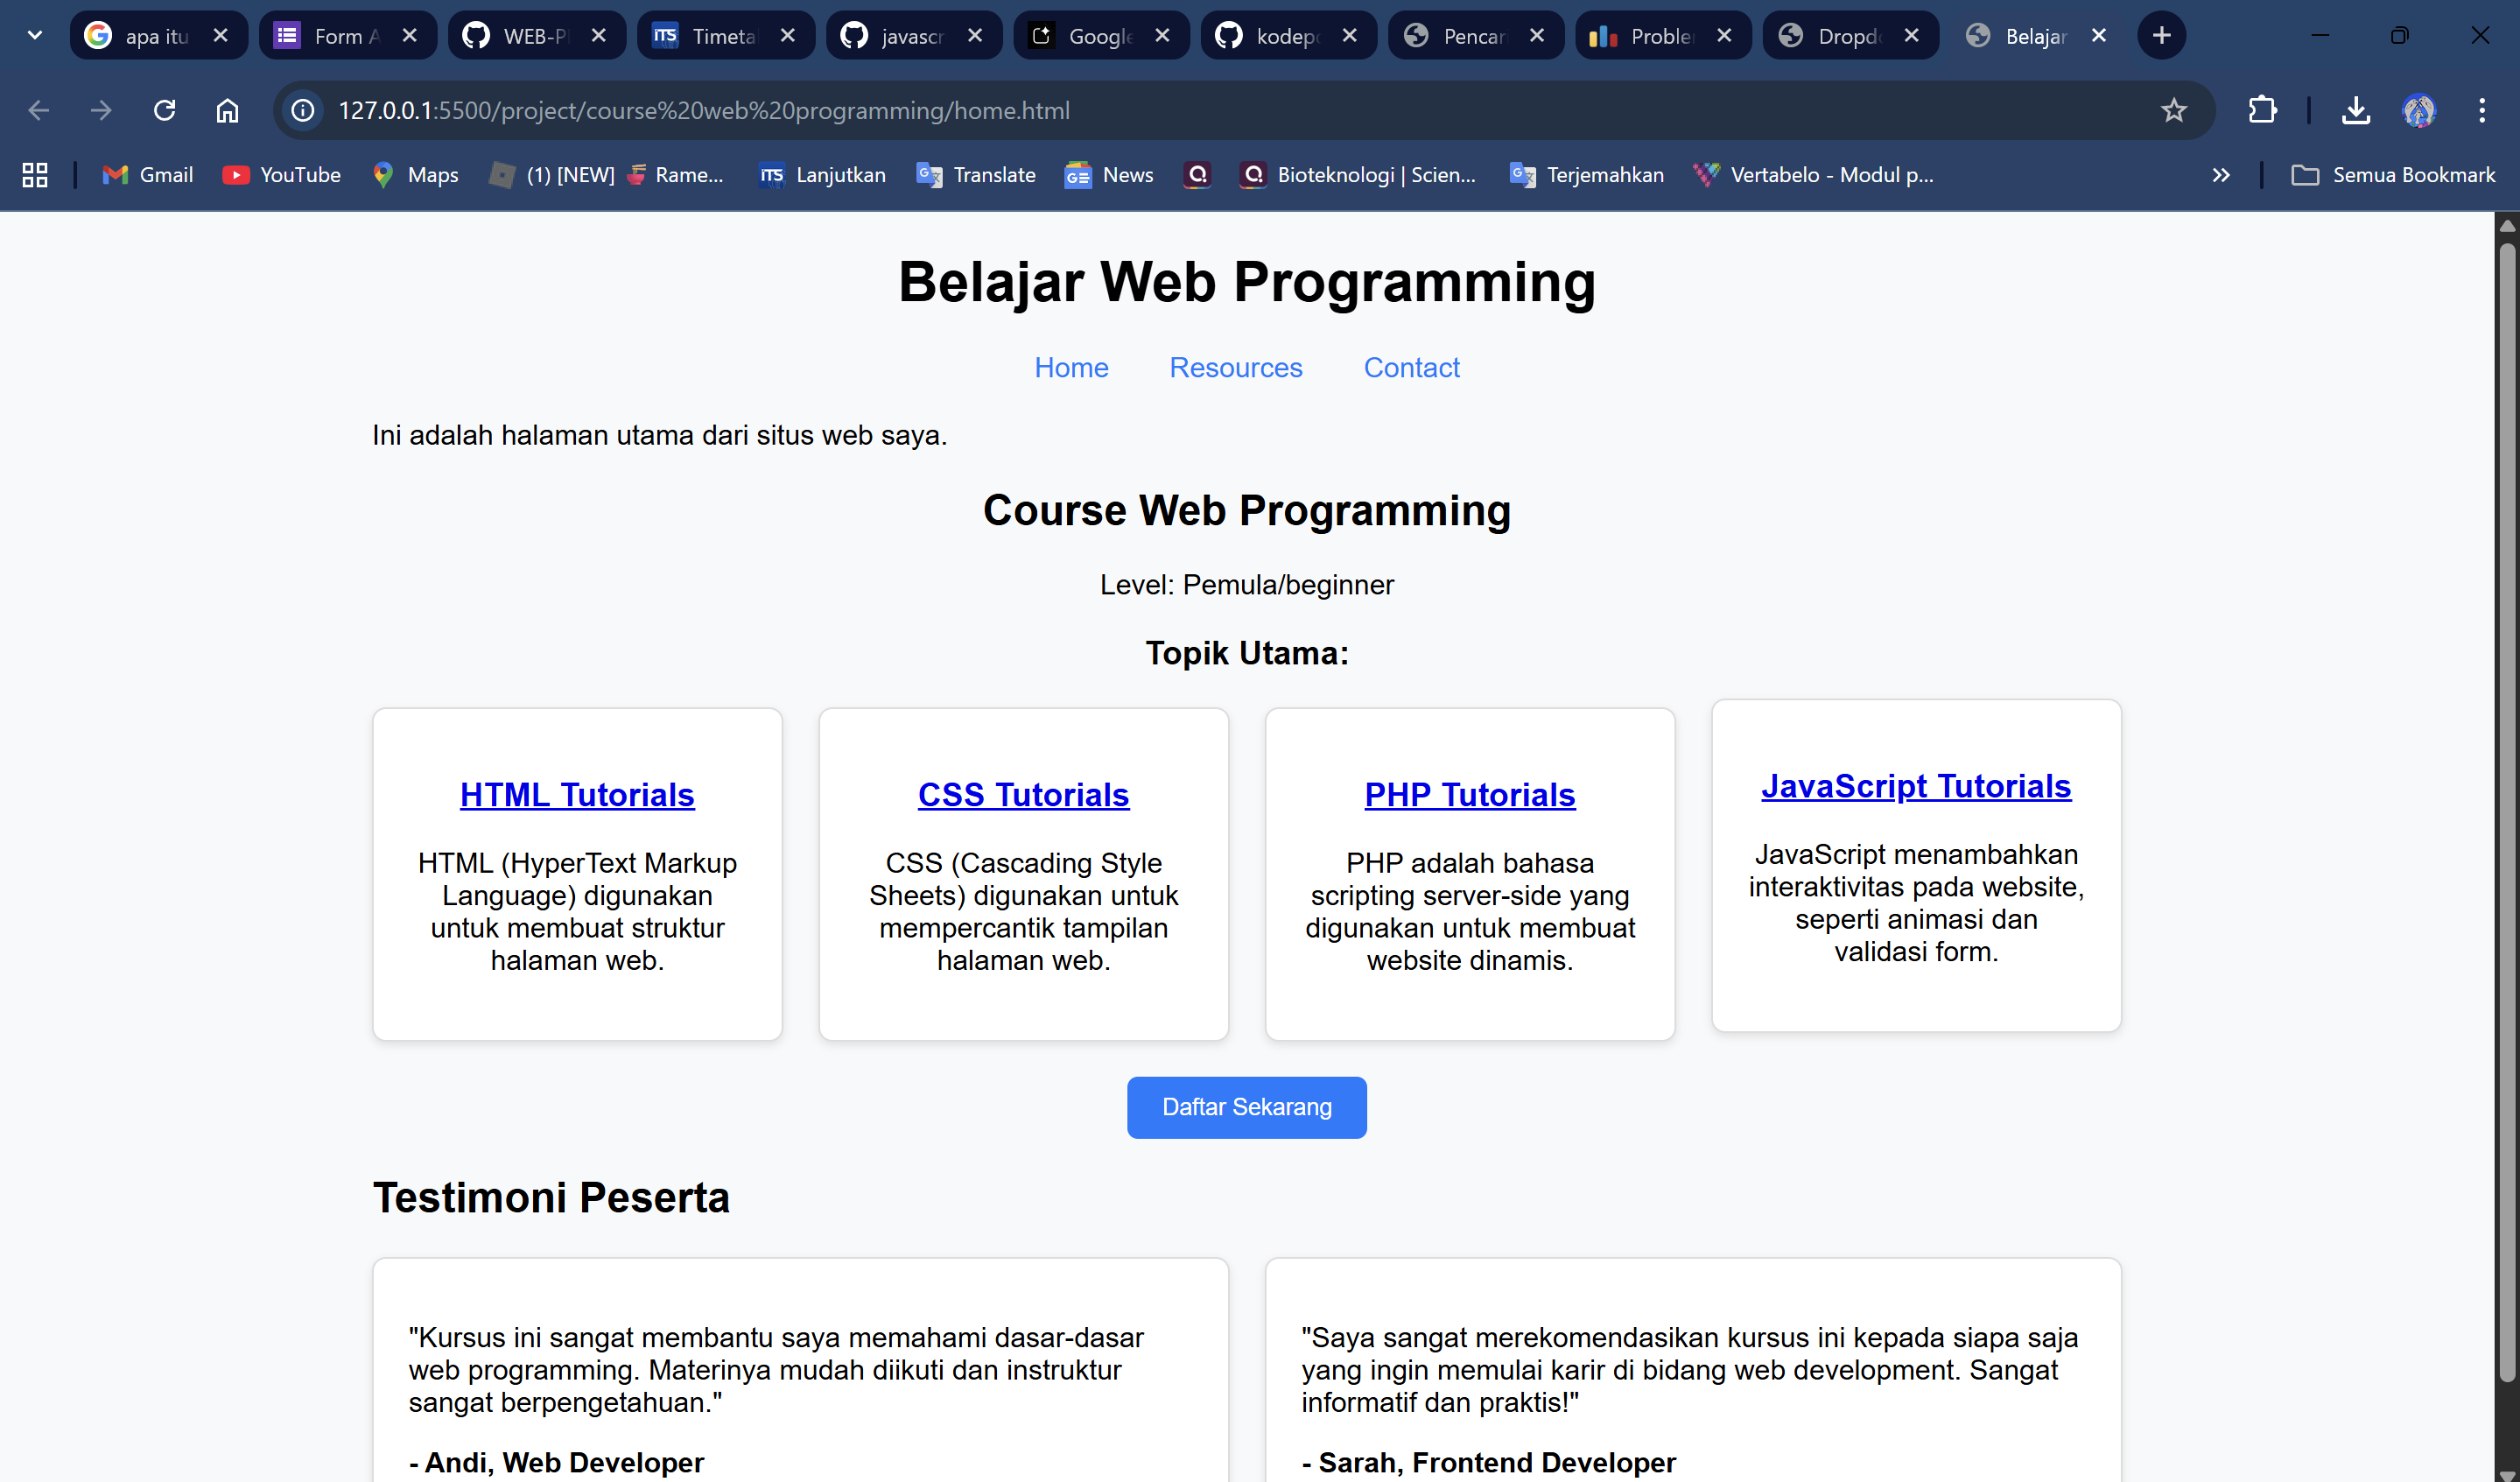 apa itu
Form A
WEB-P
Timeta
javascr
Google
kodep
Pencar
Probler
Dropd
Belajar
127.0.0.1:5500/project/course%20web%20programming/home.html
Gmail
YouTube
Maps
(1) [NEW] 🍜 Rame...
ITS
Lanjutkan
Translate
News
Bioteknologi | Scien...
Terjemahkan
Vertabelo - Modul p...
Semua Bookmark
Belajar Web Programming
Home
Resources
Contact
Ini adalah halaman utama dari situs web saya.
Course Web Programming
Level: Pemula/beginner
Topik Utama:
HTML Tutorials
HTML (HyperText Markup
Language) digunakan
untuk membuat struktur
halaman web.
CSS Tutorials
CSS (Cascading Style
Sheets) digunakan untuk
mempercantik tampilan
halaman web.
PHP Tutorials
PHP adalah bahasa
scripting server-side yang
digunakan untuk membuat
website dinamis.
JavaScript Tutorials
JavaScript menambahkan
interaktivitas pada website,
seperti animasi dan
validasi form.
Daftar Sekarang
Testimoni Peserta
"Kursus ini sangat membantu saya memahami dasar-dasar
web programming. Materinya mudah diikuti dan instruktur
sangat berpengetahuan."
- Andi, Web Developer
"Saya sangat merekomendasikan kursus ini kepada siapa saja
yang ingin memulai karir di bidang web development. Sangat
informatif dan praktis!"
- Sarah, Frontend Developer